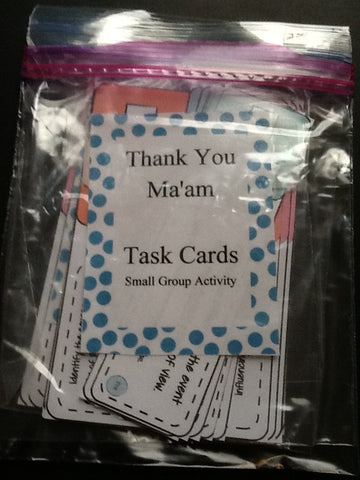 Thank You
Ma'am
Task Cards
Small Group Activity
the event
of view.